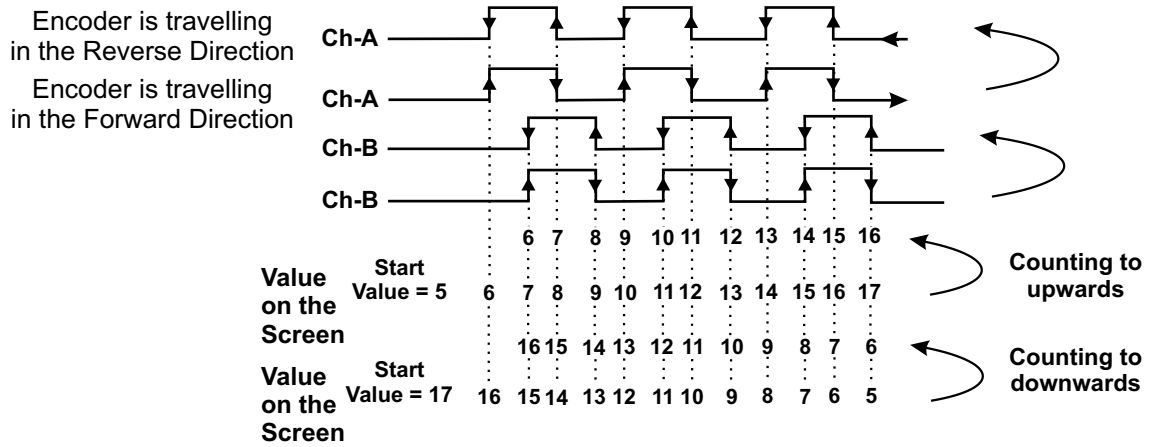 Encoder is travelling
in the Reverse Direction
Ch-A
Encoder is travelling
in the Forward Direction
Ch-A
Ch-B
Ch-B
6 7 8 9 10 11 12 13 14 15 16
Value
on the
Screen
Start
Value = 5
6 7 8 9 10 11 12 13 14 15 16 17
Counting to
upwards
16 15 14 13 12 11 10 9 8 7 6
Value
on the
Screen
Start
Value = 17
16 15 14 13 12 11 10 9 8 7 6 5
Counting to
downwards